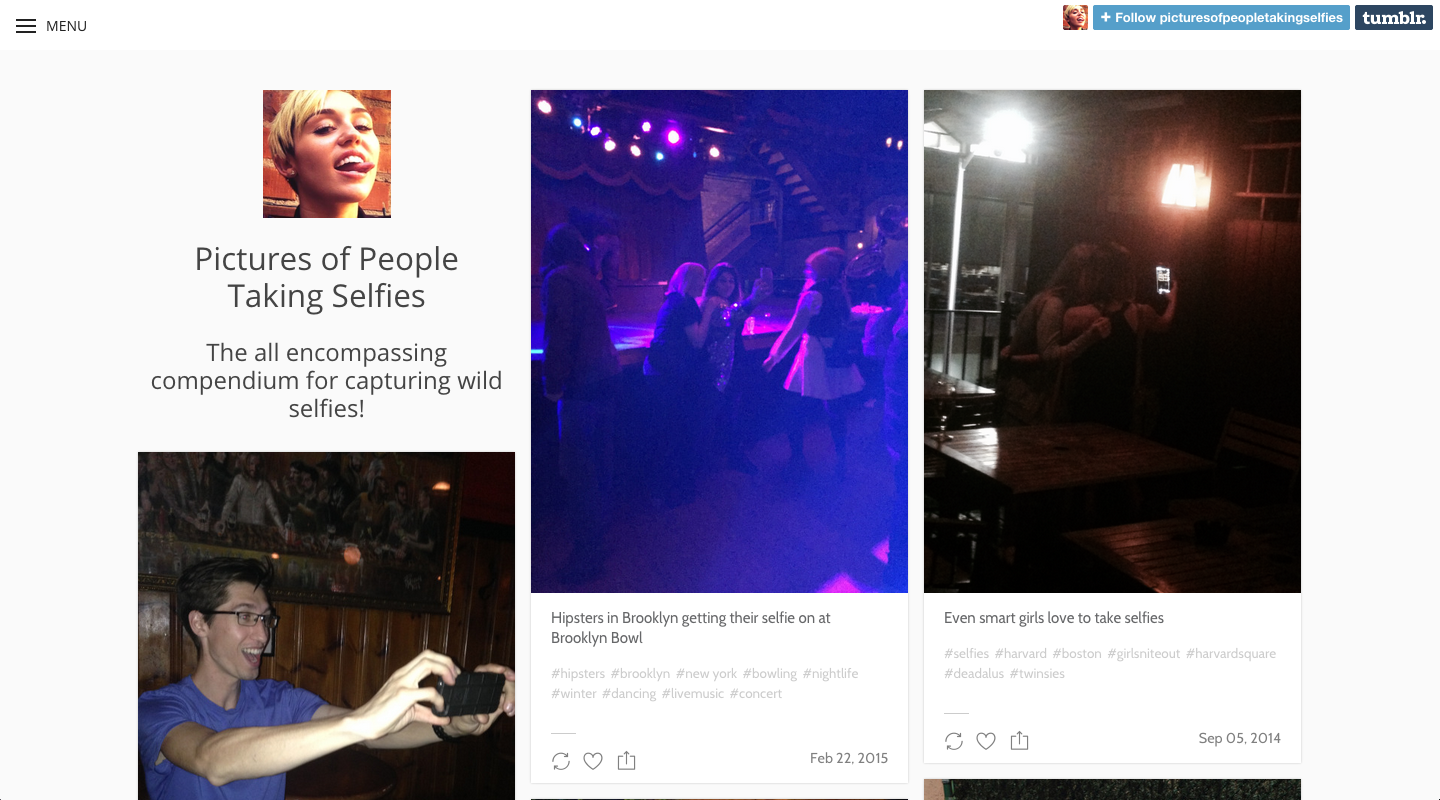 MENU
+ Follow picturesofpeopletakingselfies
tumblr.
Pictures of People
Taking Selfies
The all encompassing
compendium for capturing wild
selfies!
Hipsters in Brooklyn getting their selfie on at
Brooklyn Bowl
#hipsters #brooklyn #new york #bowling #nightlife
#winter #dancing #livemusic #concert
Feb 22, 2015
Even smart girls love to take selfies
#selfies #harvard #boston #girlsniteout #harvardsquare
#deadalus #twinsies
Sep 05, 2014